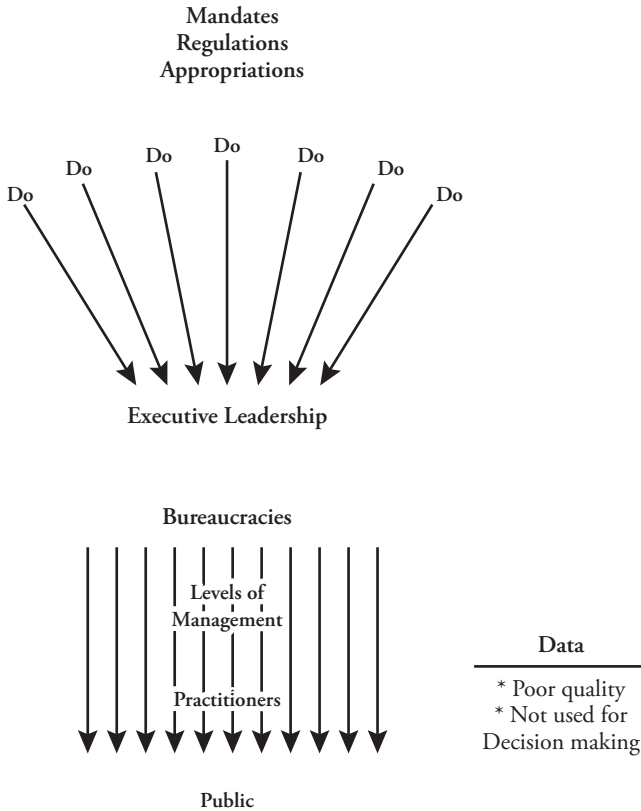 Mandates
Regulations
Appropriations
Do
Do
Do
Do
Do
Do
Do
Executive Leadership
Bureaucracies
Levels of
Management
Practitioners
Public
Data
* Poor quality
* Not used for
Decision making